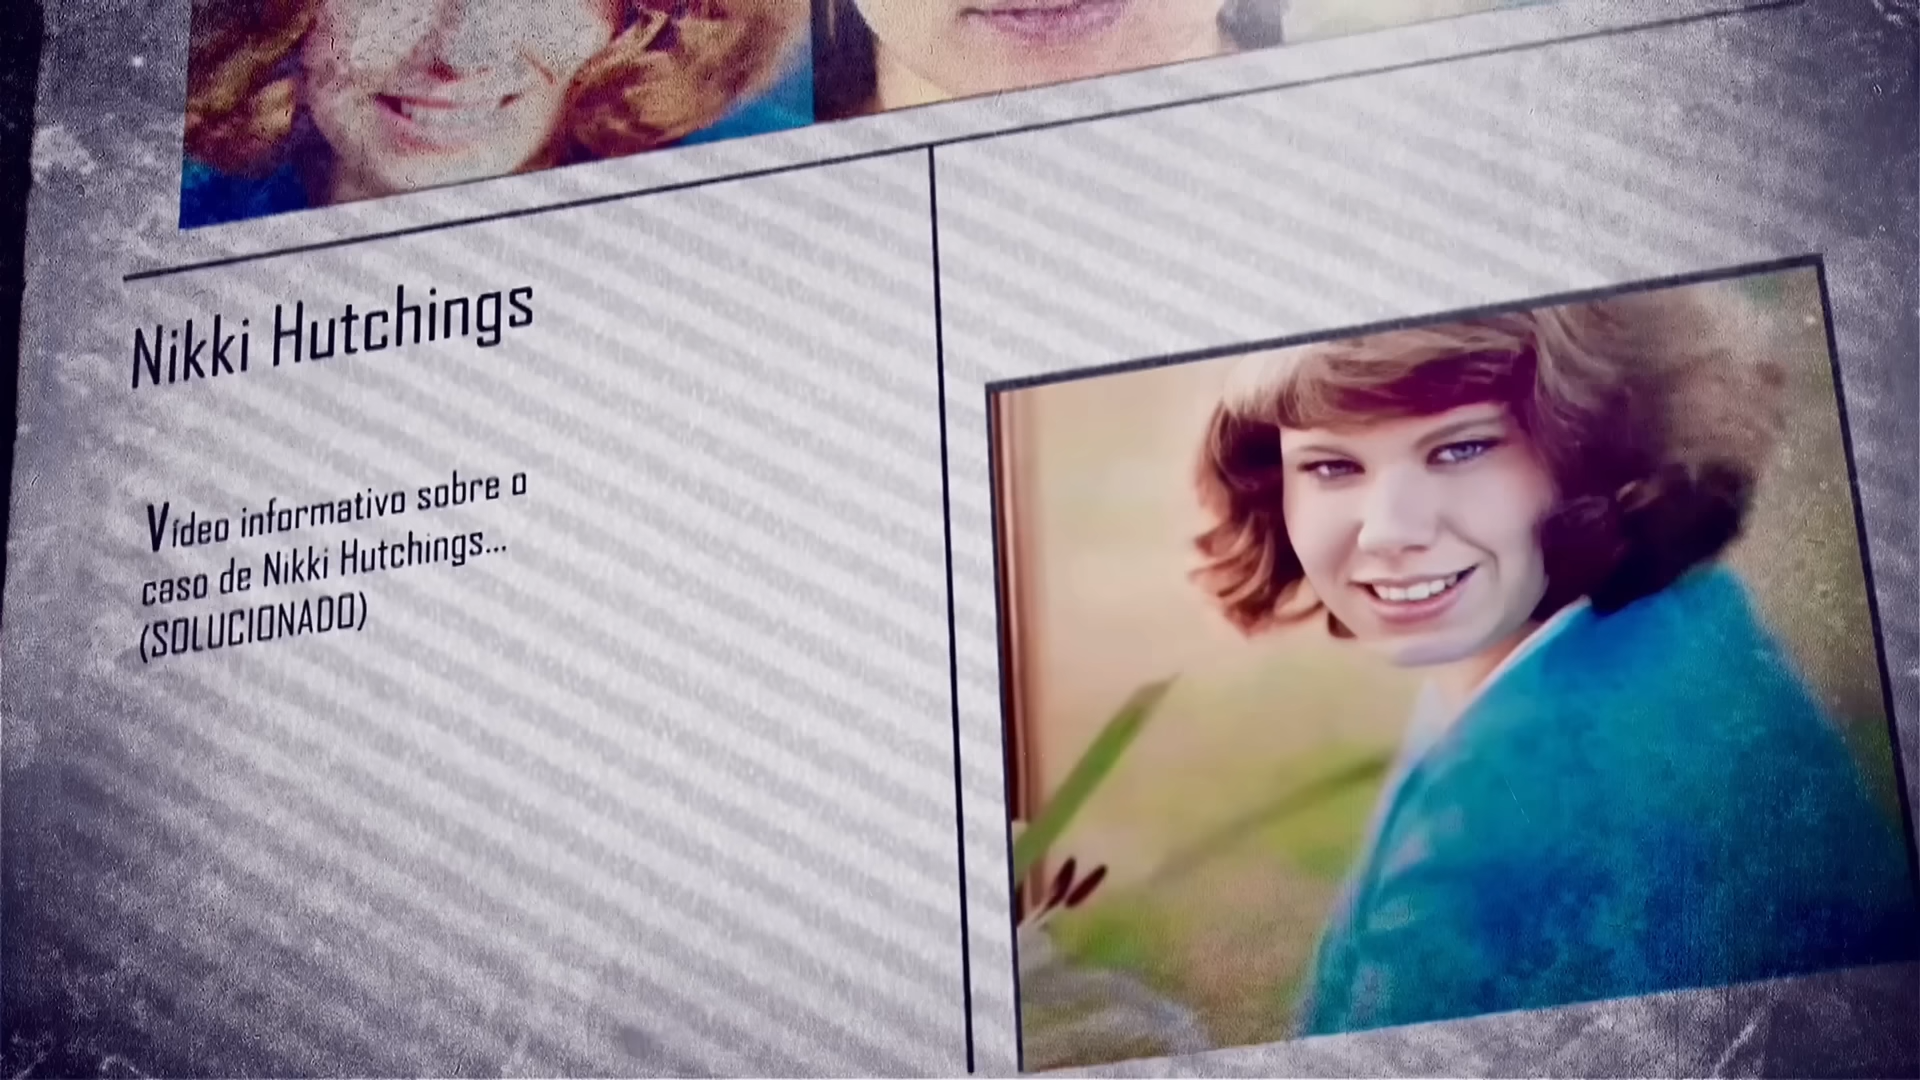 Nikki Hutchings
Vídeo informativo sobre o
caso de Nikki Hutchings...
(SOLUCIONADO)